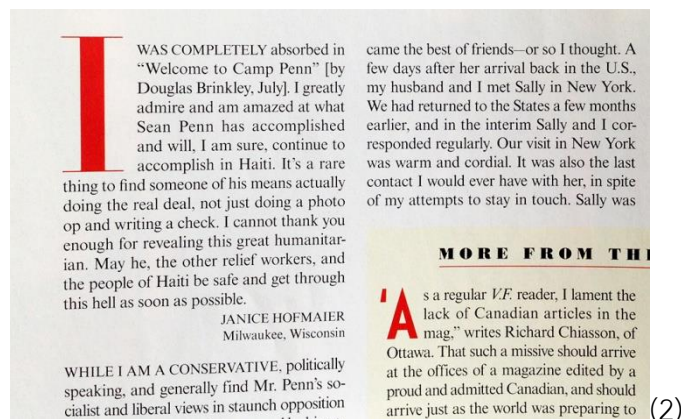 I WAS COMPLETELY absorbed in
“Welcome to Camp Penn” [by
Douglas Brinkley, July]. I greatly
admire and am amazed at what
Sean Penn has accomplished
and will, I am sure, continue to
accomplish in Haiti. It’s a rare
thing to find someone of his means actually
doing the real deal, not just doing a photo
op and writing a check. I cannot thank you
enough for revealing this great humanitar-
ian. May he, the other relief workers, and
the people of Haiti be safe and get through
this hell as soon as possible.
JANICE HOFMAIER
Milwaukee, Wisconsin
WHILE I AM A CONSERVATIVE, politically
speaking, and generally find Mr. Penn’s so-
cialist and liberal views in staunch opposition
came the best of friends—or so I thought. A
few days after her arrival back in the U.S.,
my husband and I met Sally in New York.
We had returned to the States a few months
earlier, and in the interim Sally and I cor-
responded regularly. Our visit in New York
was warm and cordial. It was also the last
contact I would ever have with her, in spite
of my attempts to stay in touch. Sally was
MORE FROM TH
‘As a regular V.F. reader, I lament the
lack of Canadian articles in the
mag,” writes Richard Chiasson, of
Ottawa. That such a missive should arrive
at the offices of a magazine edited by a
proud and admitted Canadian, and should
arrive just as the world was preparing to
(2)